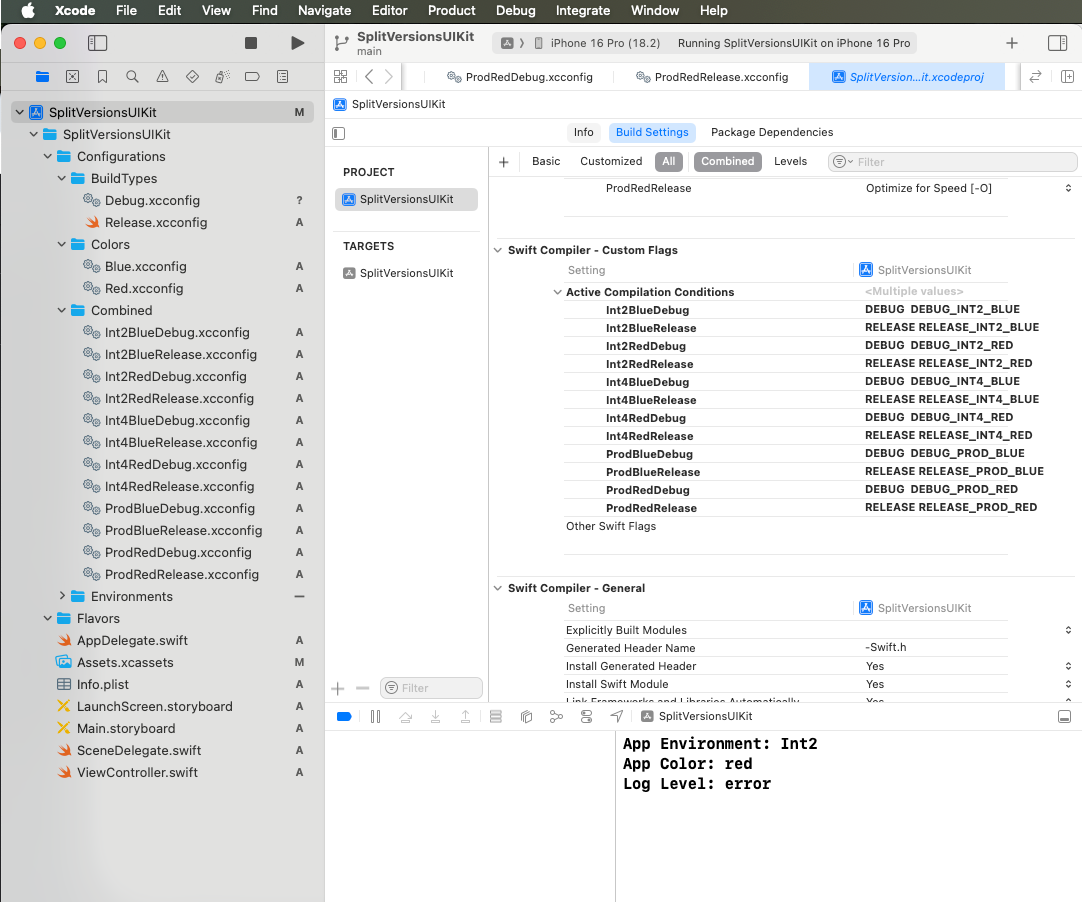 Xcode File Edit View Find Navigate Editor Product Debug Integrate Window Help
SplitVersionsUIKit
main
iPhone 16 Pro (18.2)
Running SplitVersionsUIKit on iPhone 16 Pro
ProdRedDebug.xcconfig
ProdRedRelease.xcconfig
SplitVersion...it.xcodeproj
SplitVersionsUIKit M
SplitVersionsUIKit
Configurations
BuildTypes
Debug.xcconfig ?
Release.xcconfig A
Colors
Blue.xcconfig A
Red.xcconfig A
Combined
Int2BlueDebug.xcconfig A
Int2BlueRelease.xcconfig A
Int2RedDebug.xcconfig A
Int2RedRelease.xcconfig A
Int4BlueDebug.xcconfig A
Int4BlueRelease.xcconfig A
Int4RedDebug.xcconfig A
Int4RedRelease.xcconfig A
ProdBlueDebug.xcconfig A
ProdBlueRelease.xcconfig A
ProdRedDebug.xcconfig A
ProdRedRelease.xcconfig A
Environments
Flavors
AppDelegate.swift A
Assets.xcassets M
Info.plist A
LaunchScreen.storyboard A
Main.storyboard A
SceneDelegate.swift A
ViewController.swift A
SplitVersionsUIKit
Info Build Settings Package Dependencies
PROJECT
SplitVersionsUIKit
TARGETS
SplitVersionsUIKit
Filter
Basic Customized All Combined Levels Filter
ProdRedRelease Optimize for Speed [-O]
Swift Compiler - Custom Flags
Setting SplitVersionsUIKit
Active Compilation Conditions <Multiple values>
Int2BlueDebug DEBUG DEBUG_INT2_BLUE
Int2BlueRelease RELEASE RELEASE_INT2_BLUE
Int2RedDebug DEBUG DEBUG_INT2_RED
Int2RedRelease RELEASE RELEASE_INT2_RED
Int4BlueDebug DEBUG DEBUG_INT4_BLUE
Int4BlueRelease RELEASE RELEASE_INT4_BLUE
Int4RedDebug DEBUG DEBUG_INT4_RED
Int4RedRelease RELEASE RELEASE_INT4_RED
ProdBlueDebug DEBUG DEBUG_PROD_BLUE
ProdBlueRelease RELEASE RELEASE_PROD_BLUE
ProdRedDebug DEBUG DEBUG_PROD_RED
ProdRedRelease RELEASE RELEASE_PROD_RED
Other Swift Flags
Swift Compiler - General
Setting SplitVersionsUIKit
Explicitly Built Modules
Generated Header Name -Swift.h
Install Generated Header Yes
Install Swift Module Yes
Link Frameworks and Libraries Automatically Yes
SplitVersionsUIKit
App Environment: Int2
App Color: red
Log Level: error